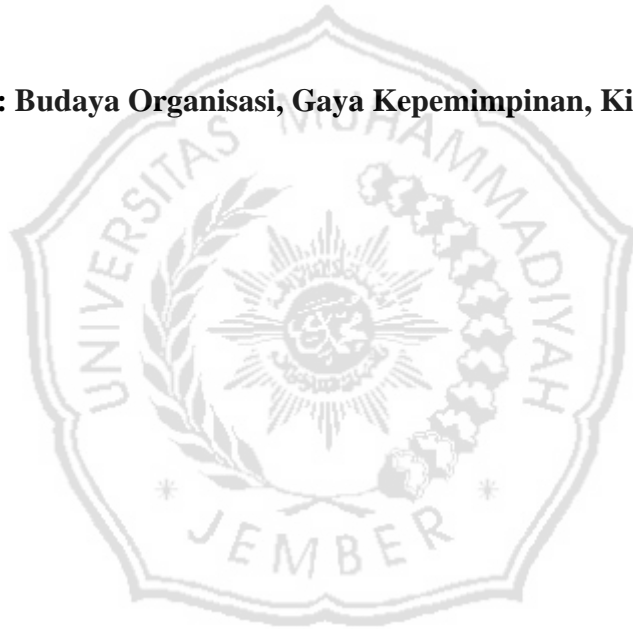 : Budaya Organisasi, Gaya Kepemimpinan, Ki
UNIVERSITAS MUHAMMADIYAH
* JEMBER *